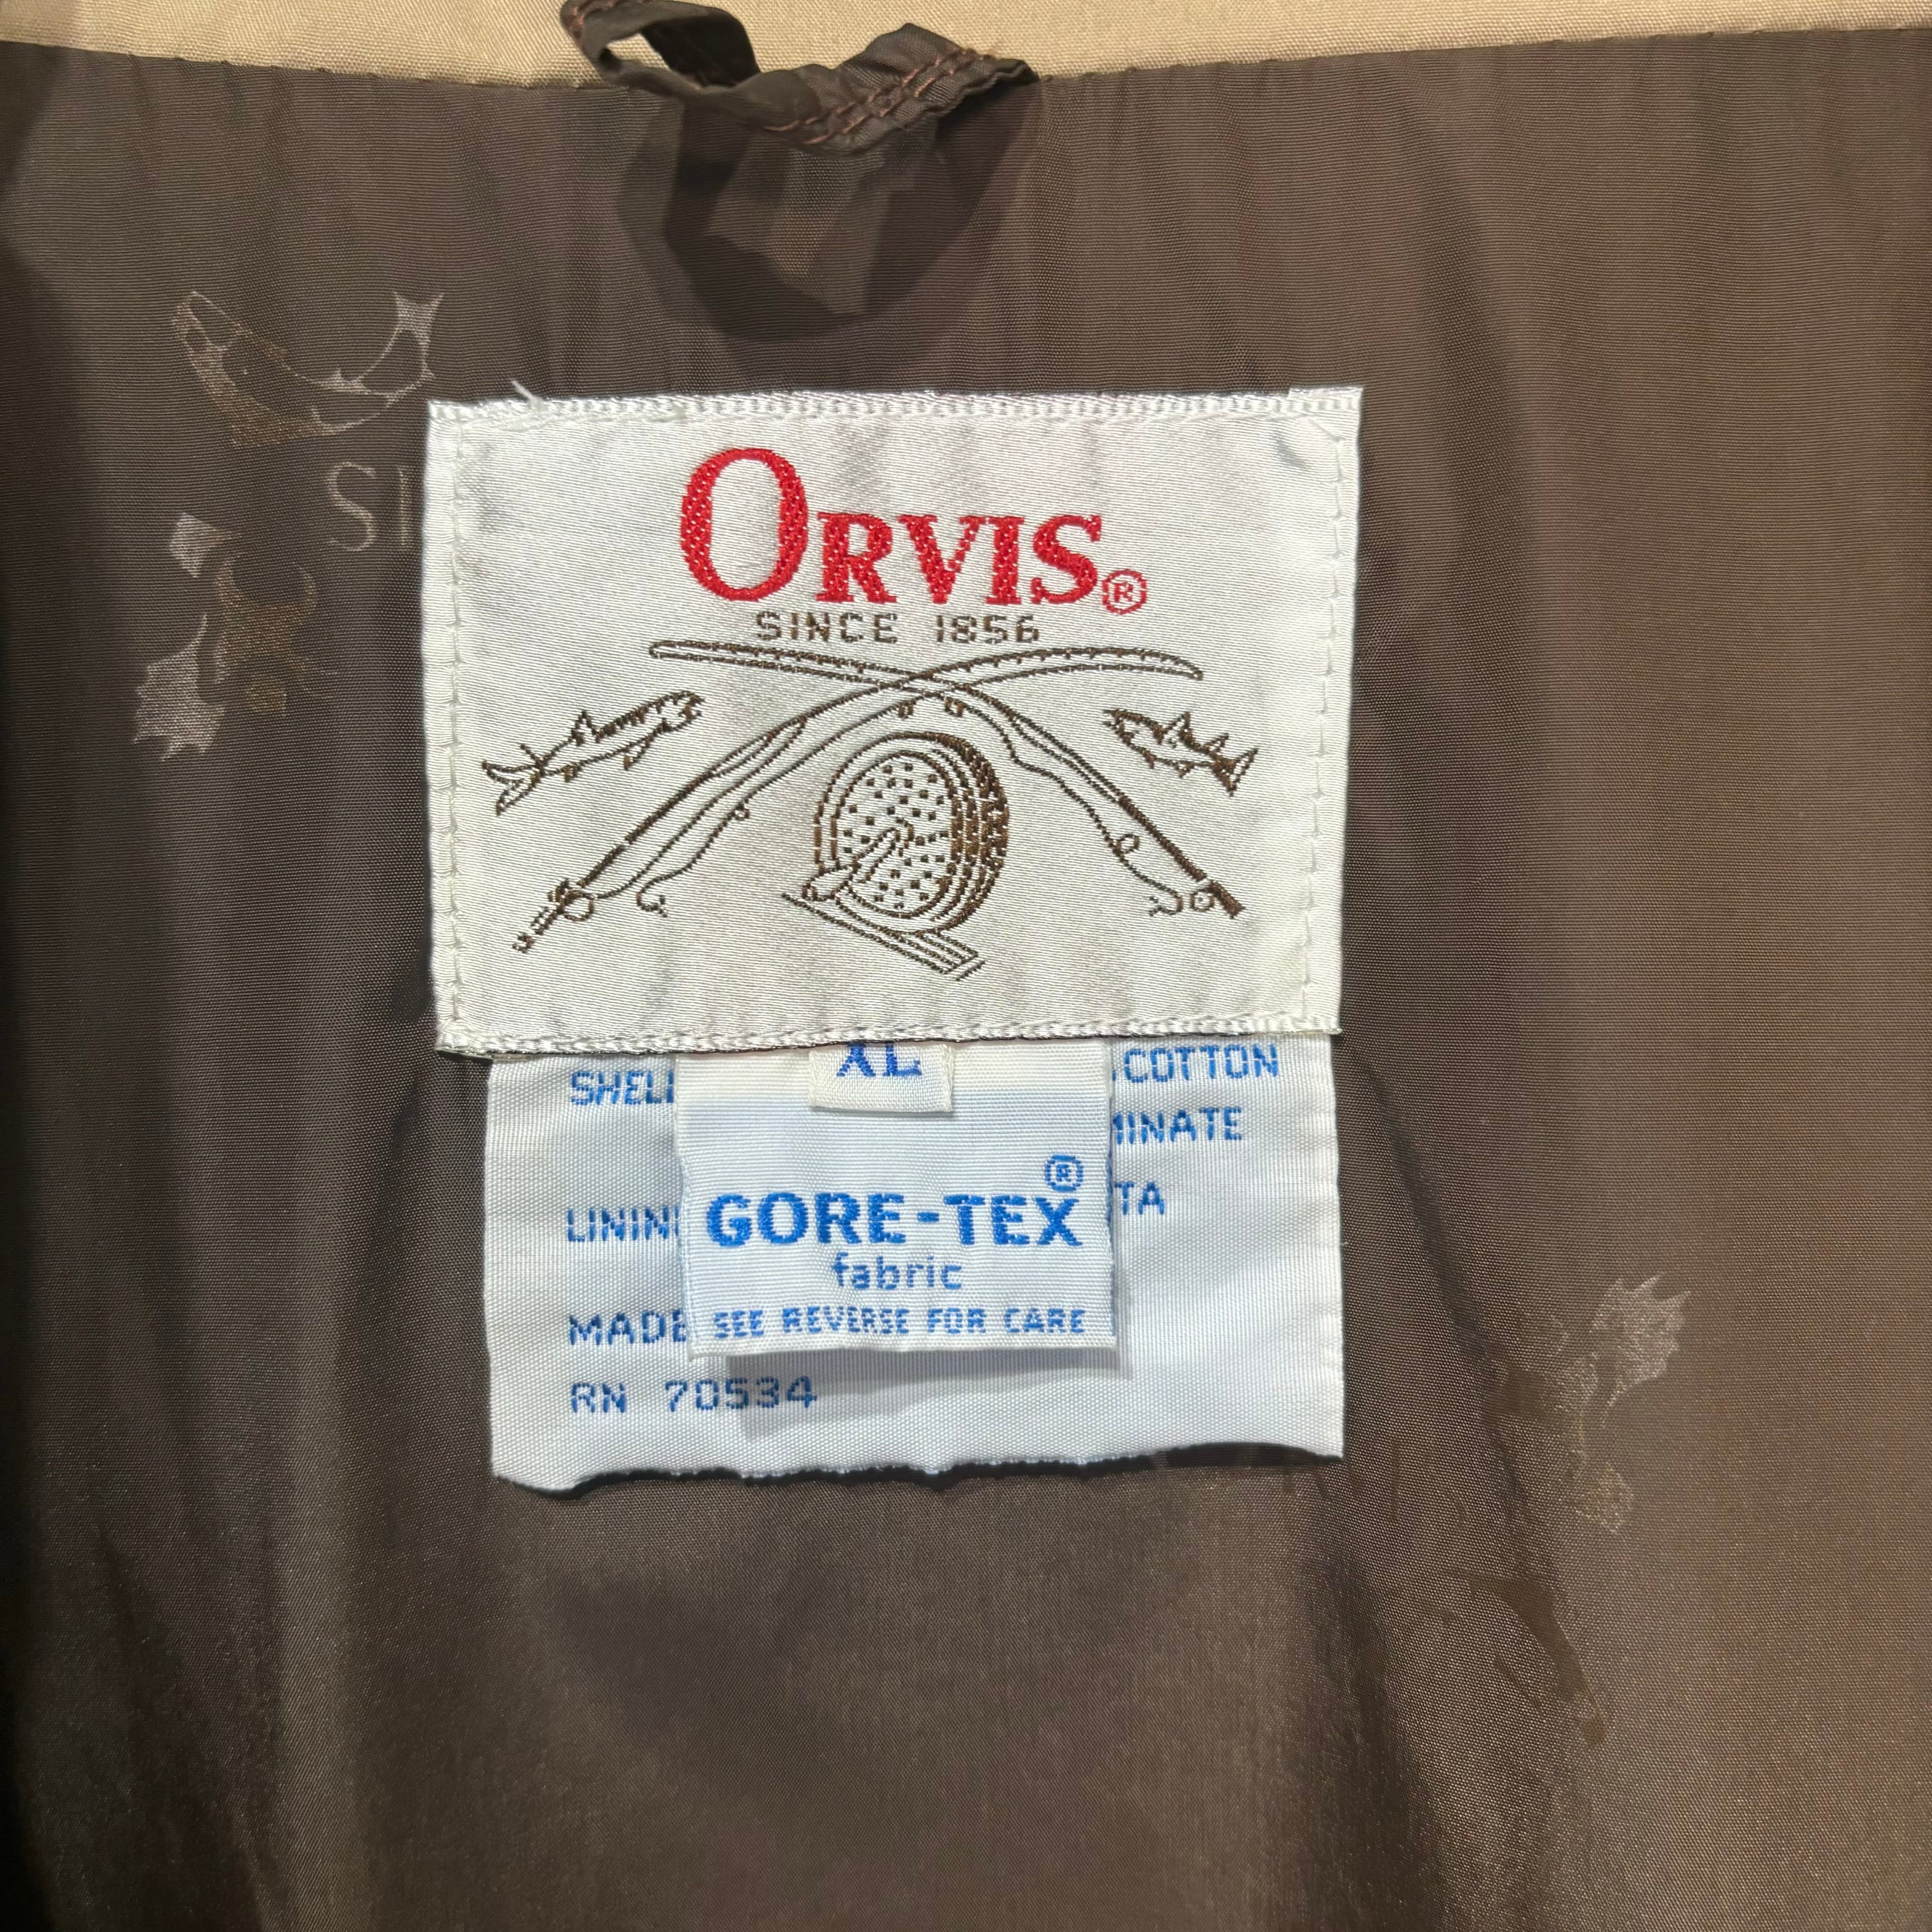 SI
ORVIS®
SINCE 1856
XL
SHELL COTTON
MINATE
LINING TA
GORE-TEX®
fabric
MADE
SEE REVERSE FOR CARE
RN 70534